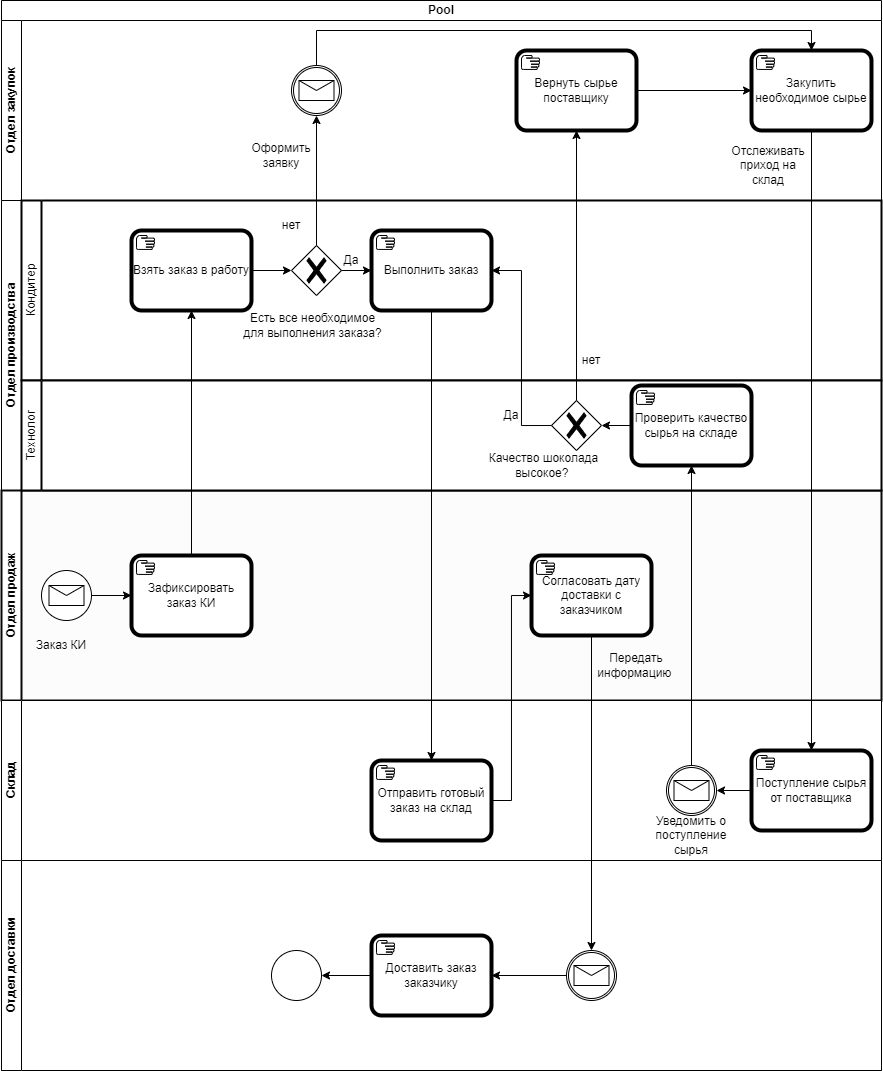 Pool
Отдел закупок
Оформить
заявку
Вернуть сырье
поставщику
Закупить
необходимое сырье
Отслеживать
приход на
склад
Отдел производства
Кондитер
Взять заказ в работу
нет
Да
Выполнить заказ
Есть все необходимое
для выполнения заказа?
нет
Технолог
Да
Качество шоколада
высокое?
Проверить качество
сырья на складе
Отдел продаж
Заказ КИ
Зафиксировать
заказ КИ
Согласовать дату
доставки с
заказчиком
Передать
информацию
Склад
Отправить готовый
заказ на склад
Уведомить о
поступление
сырья
Поступление сырья
от поставщика
Отдел доставки
Доставить заказ
заказчику